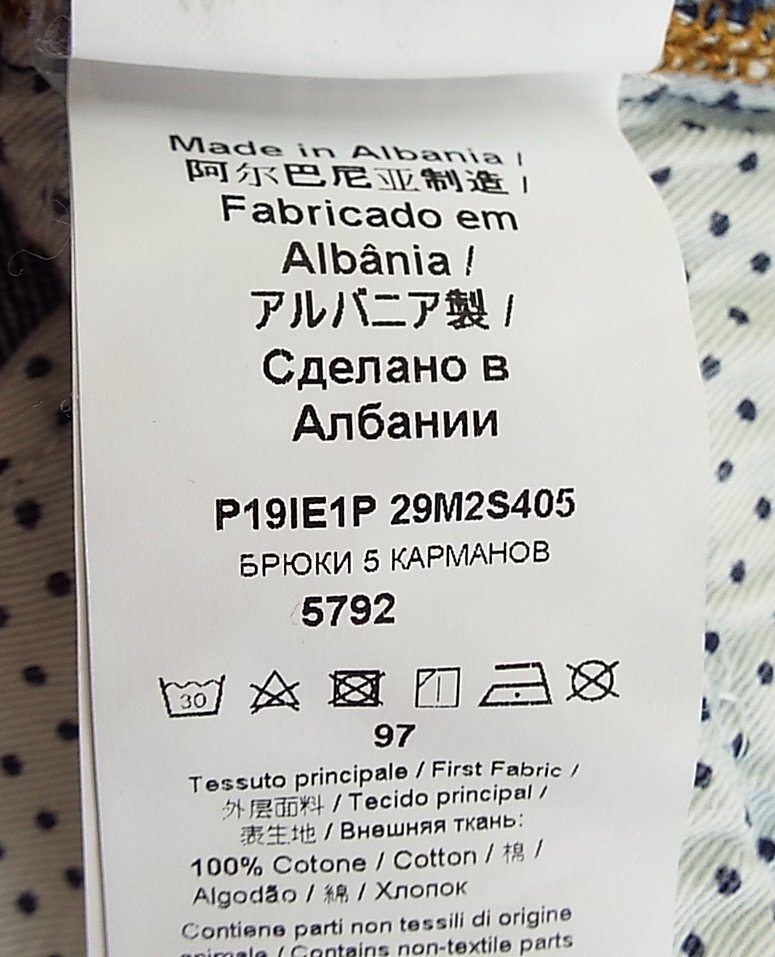 Made in Albania /
阿尔巴尼亚制造 /
Fabricado em
Albânia /
アルバニア製 /
Сделано в
Албании
P19IE1P 29M2S405
БРЮКИ 5 КАРМАНОВ
5792
30
97
Tessuto principale / First Fabric /
外层面料 / Tecido principal /
表生地 / Внешняя ткань:
100% Cotone / Cotton / 棉 /
Algodão / 綿 / Хлопок
Contiene parti non tessili di origine
animale / Contains non-textile parts